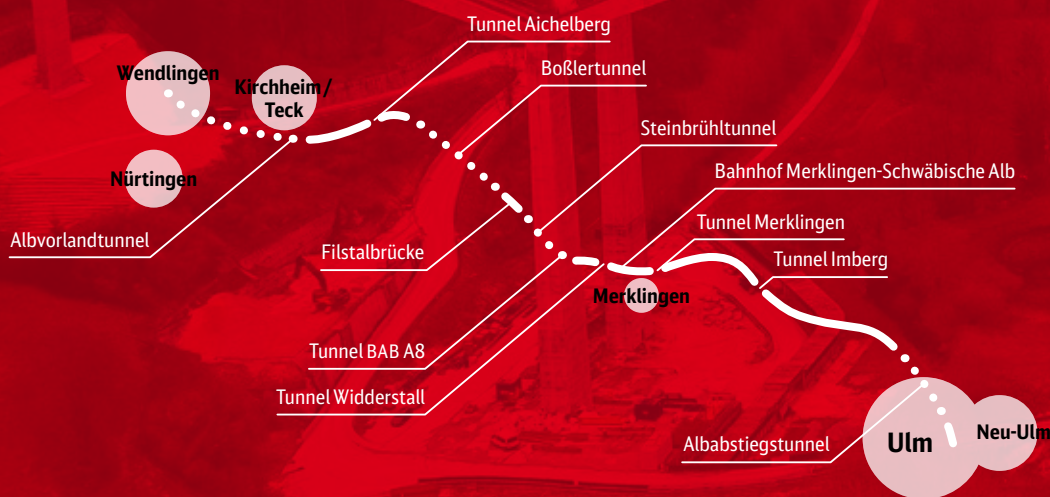 Tunnel Aichelberg
Wendlingen
Boßlertunnel
Kirchheim/
Teck
Steinbrühltunnel
Bahnhof Merklingen-Schwäbische Alb
Nürtingen
Tunnel Merklingen
Albvorlandtunnel
Filstalbrücke
Tunnel Imberg
Merklingen
Tunnel BAB A8
Tunnel Widderstall
Albabstiegstunnel
Ulm
Neu-Ulm